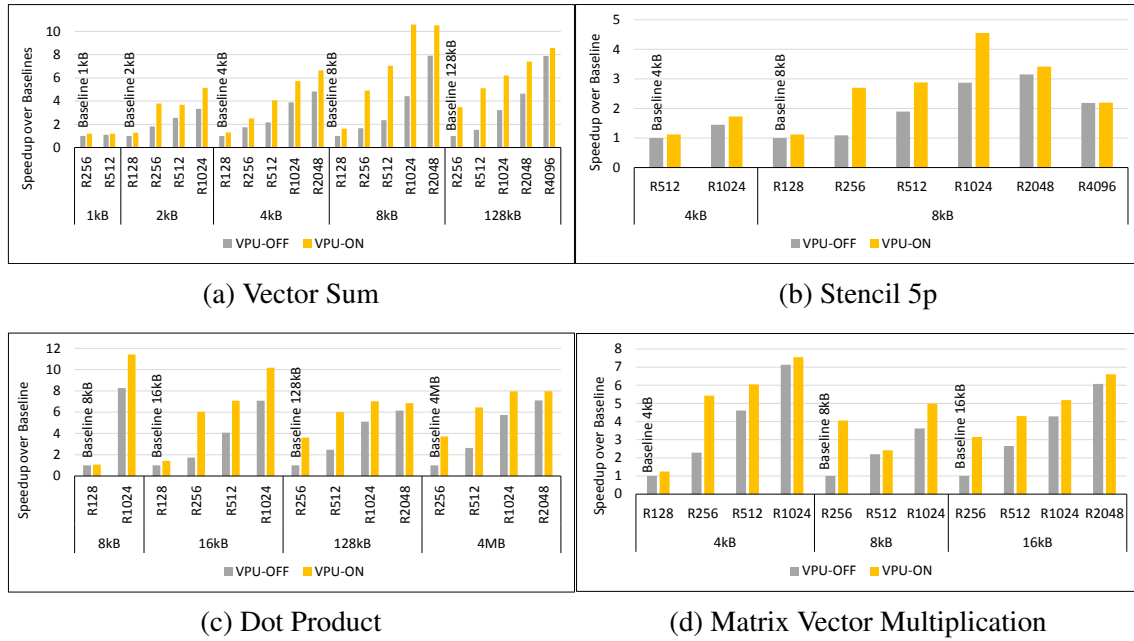 Speedup over Baselines
10
8
6
4
2
0
Baseline 1kB
Baseline 2kB
Baseline 4kB
Baseline 8kB
Baseline 128kB
R256 R512 R128 R256 R512 R1024 R128 R256 R512 R1024 R2048 R128 R256 R512 R1024 R2048 R256 R512 R1024 R2048 R4096
1kB 2kB 4kB 8kB 128kB
VPU-OFF VPU-ON
(a) Vector Sum
Speedup over Baseline
5
4
3
2
1
0
Baseline 4kB
Baseline 8kB
R512 R1024 R128 R256 R512 R1024 R2048 R4096
4kB 8kB
VPU-OFF VPU-ON
(b) Stencil 5p
Speedup over Baseline
12
10
8
6
4
2
0
Baseline 8kB
Baseline 16kB
Baseline 128kB
Baseline 4MB
R128 R1024 R128 R256 R512 R1024 R256 R512 R1024 R2048 R256 R512 R1024 R2048
8kB 16kB 128kB 4MB
VPU-OFF VPU-ON
(c) Dot Product
Speedup over Baseline
8
7
6
5
4
3
2
1
0
Baseline 4kB
Baseline 8kB
Baseline 16kB
R128 R256 R512 R1024 R256 R512 R1024 R256 R512 R1024 R2048
4kB 8kB 16kB
VPU-OFF VPU-ON
(d) Matrix Vector Multiplication